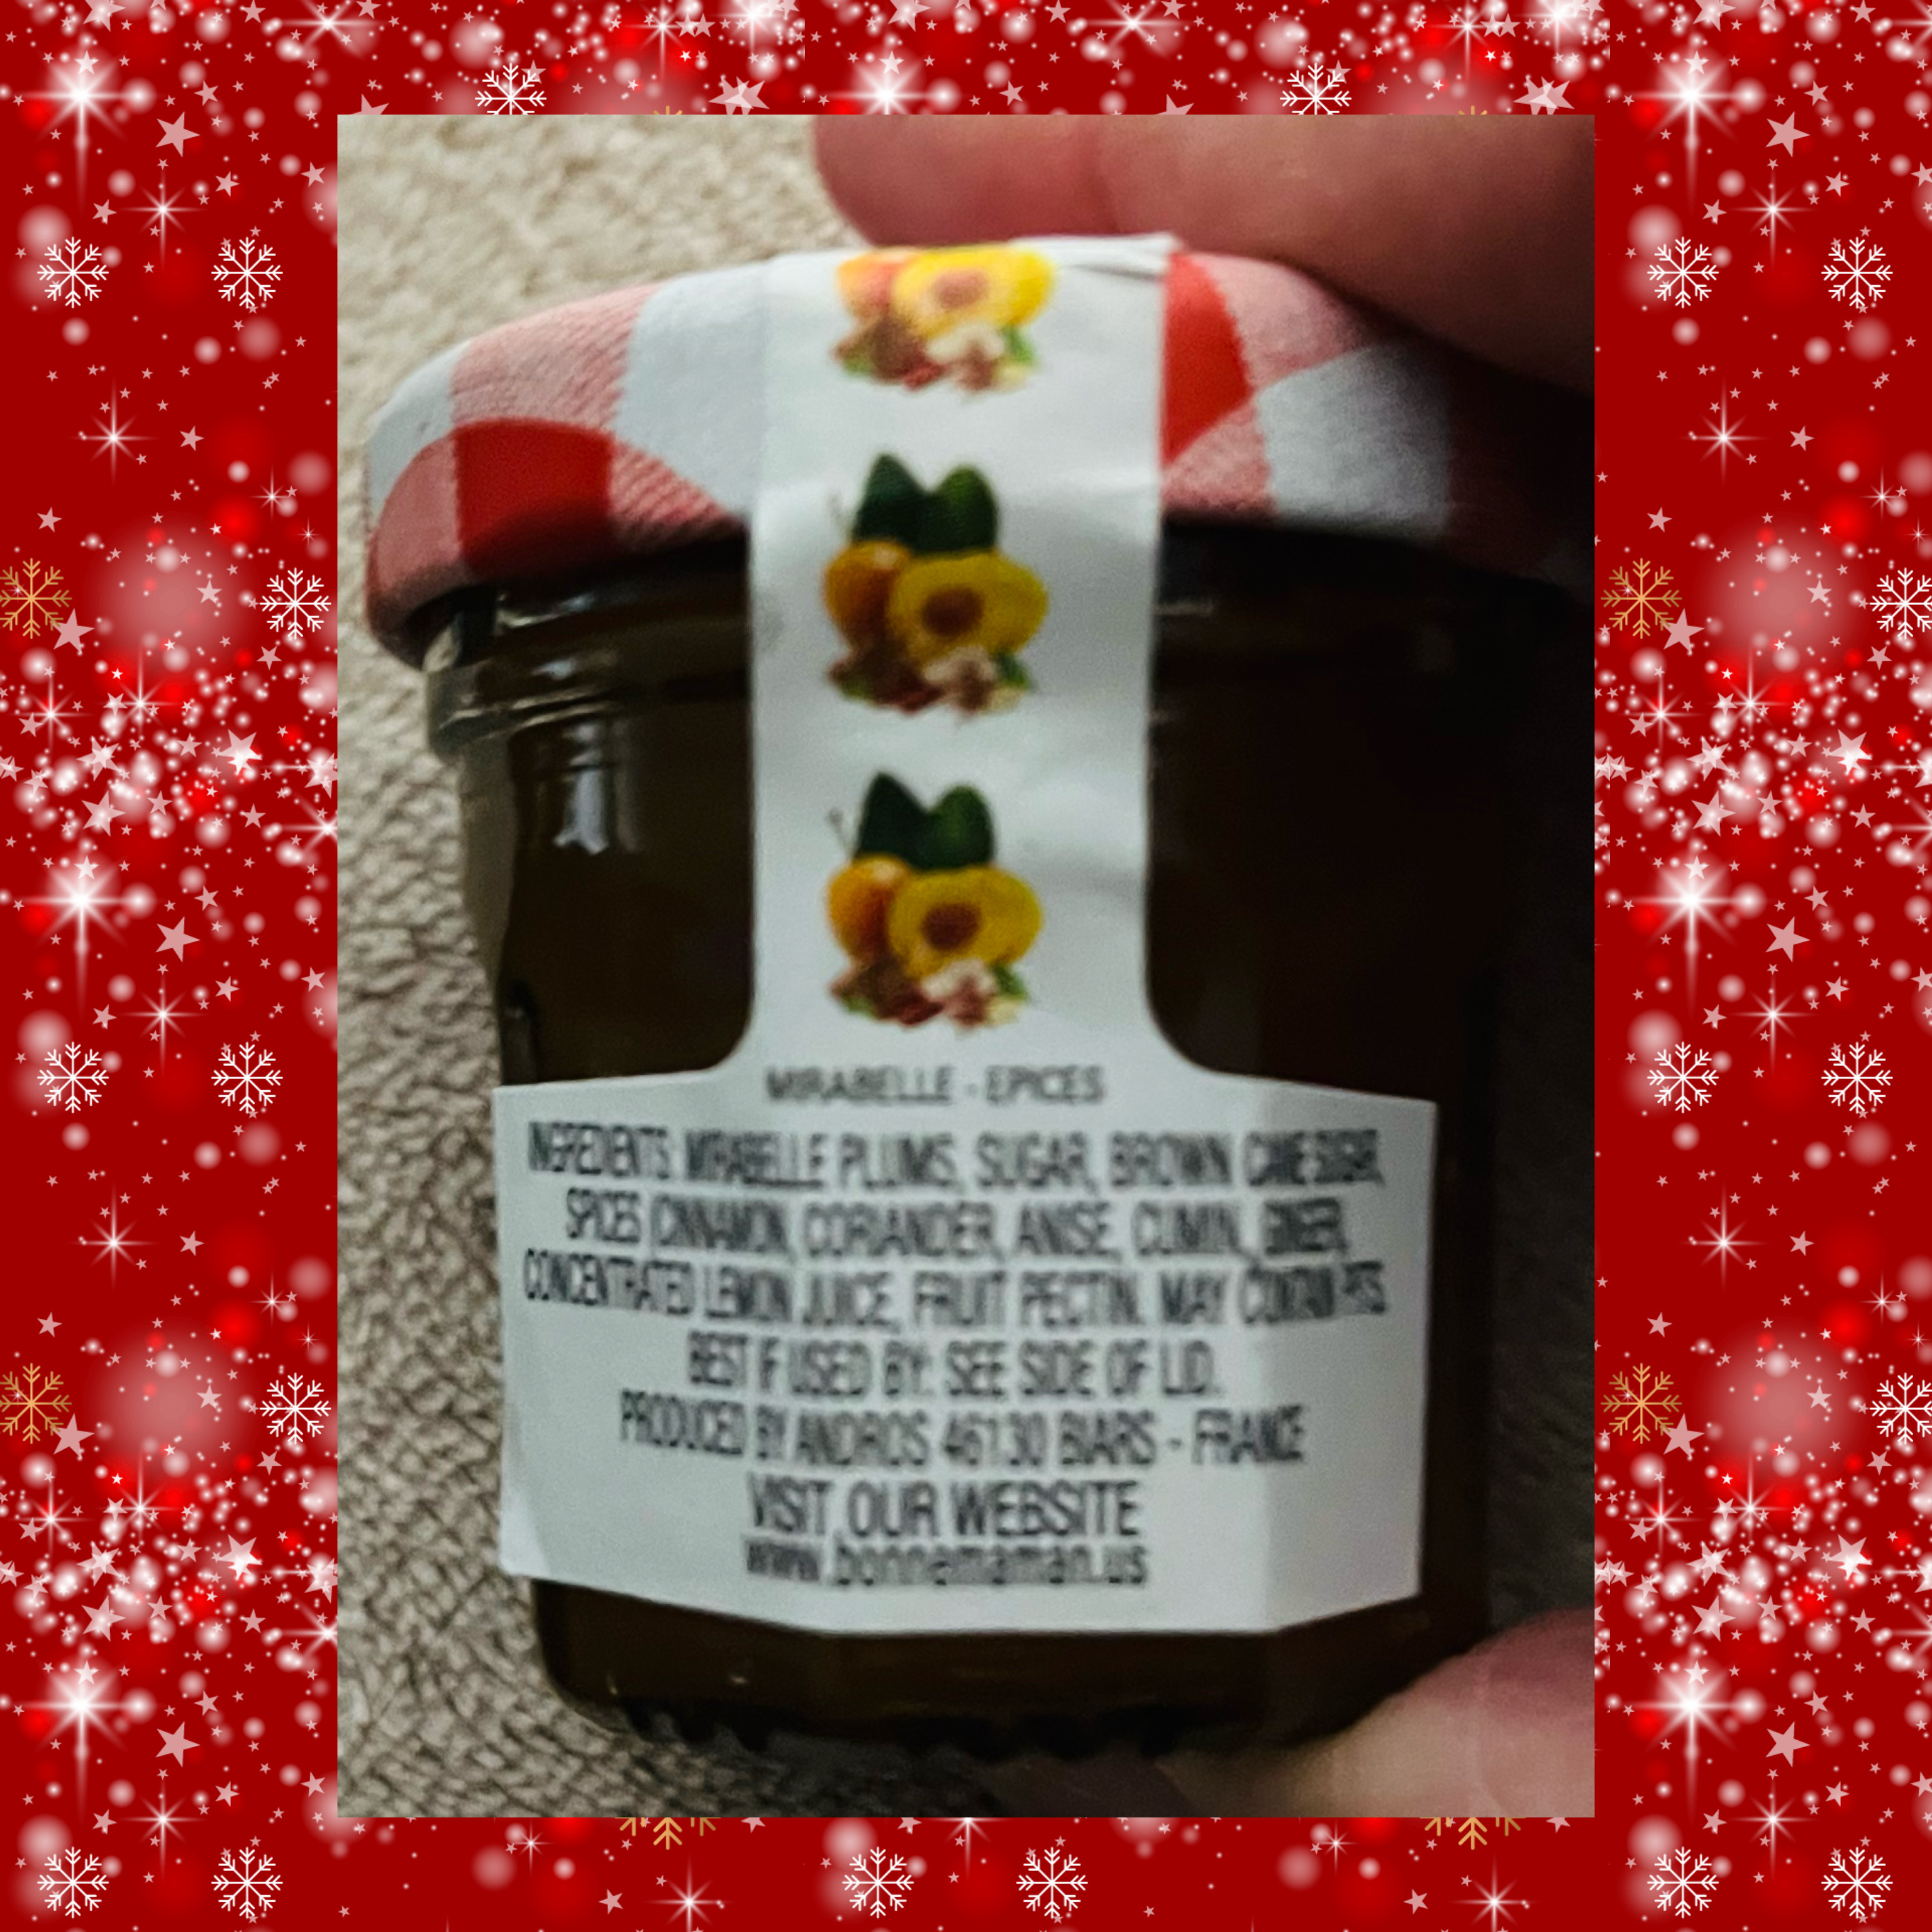 MIRABELLE - EPICES
INGREDIENTS: MIRABELLE PLUMS, SUGAR, BROWN CANE SUGAR,
SPICES (CINNAMON, CORIANDER, ANISE, CUMIN,
CONCENTRATED LEMON JUICE, FRUIT PECTIN. MAY CONTAIN PITS.
BEST IF USED BY: SEE SIDE OF LID.
PRODUCED BY ANDROS 46130 BIARS - FRANCE
VISIT OUR WEBSITE
www.bonnemaman.us